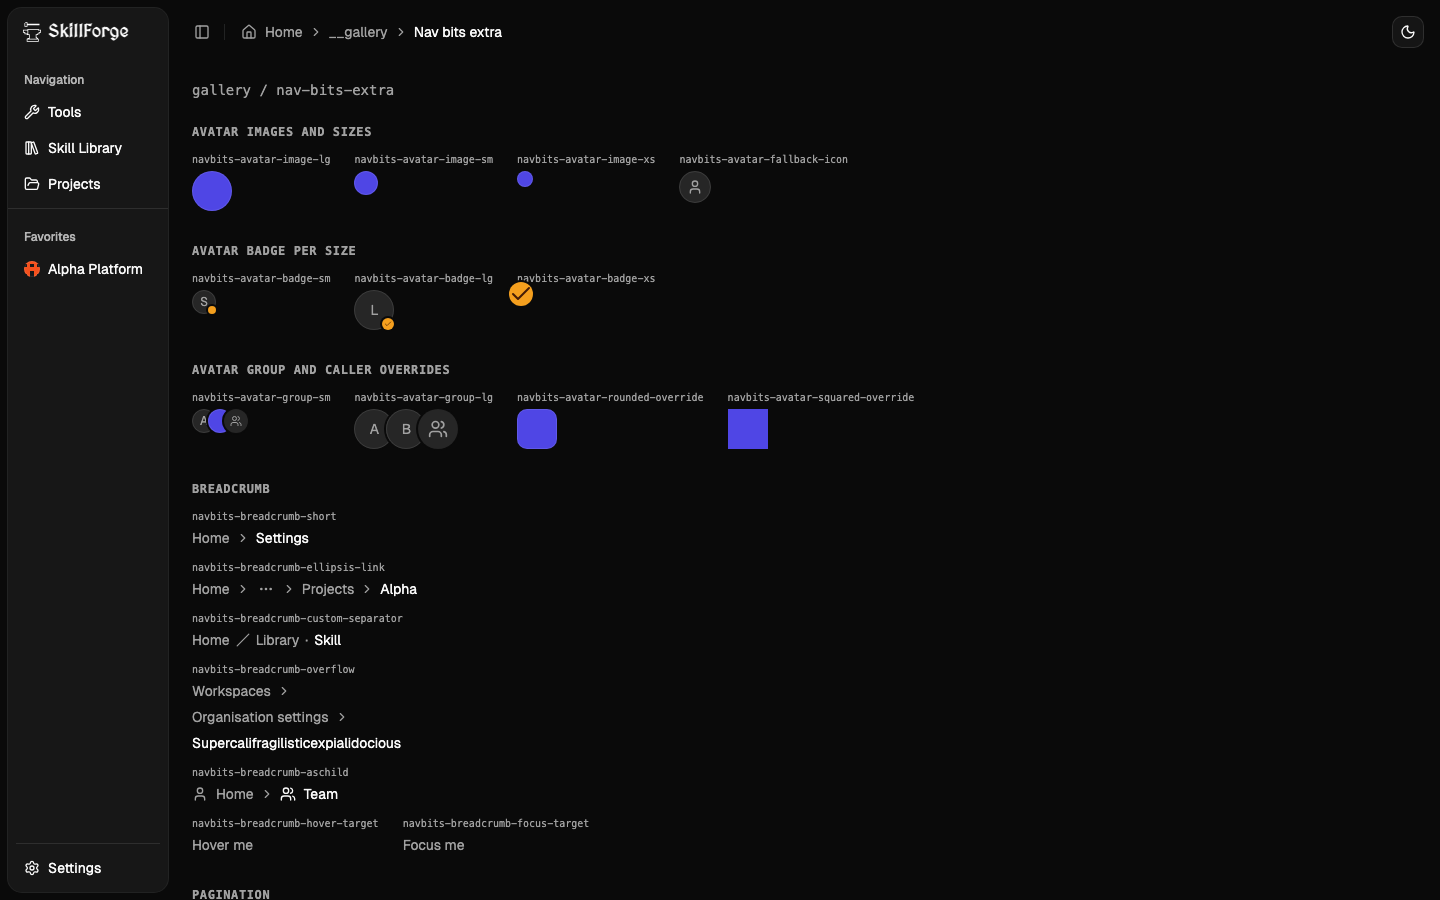 SkillForge
Home > __gallery > Nav bits extra
Navigation
Tools
Skill Library
Projects
Favorites
Alpha Platform
Settings
gallery / nav-bits-extra
AVATAR IMAGES AND SIZES
navbits-avatar-image-lg navbits-avatar-image-sm navbits-avatar-image-xs navbits-avatar-fallback-icon
AVATAR BADGE PER SIZE
navbits-avatar-badge-sm navbits-avatar-badge-lg navbits-avatar-badge-xs
S L
AVATAR GROUP AND CALLER OVERRIDES
navbits-avatar-group-sm navbits-avatar-group-lg navbits-avatar-rounded-override navbits-avatar-squared-override
A A B
BREADCRUMB
navbits-breadcrumb-short
Home > Settings
navbits-breadcrumb-ellipsis-link
Home > ··· > Projects > Alpha
navbits-breadcrumb-custom-separator
Home / Library · Skill
navbits-breadcrumb-overflow
Workspaces >
Organisation settings >
Supercalifragilisticexpialidocious
navbits-breadcrumb-aschild
Home > Team
navbits-breadcrumb-hover-target navbits-breadcrumb-focus-target
Hover me Focus me
PAGINATION